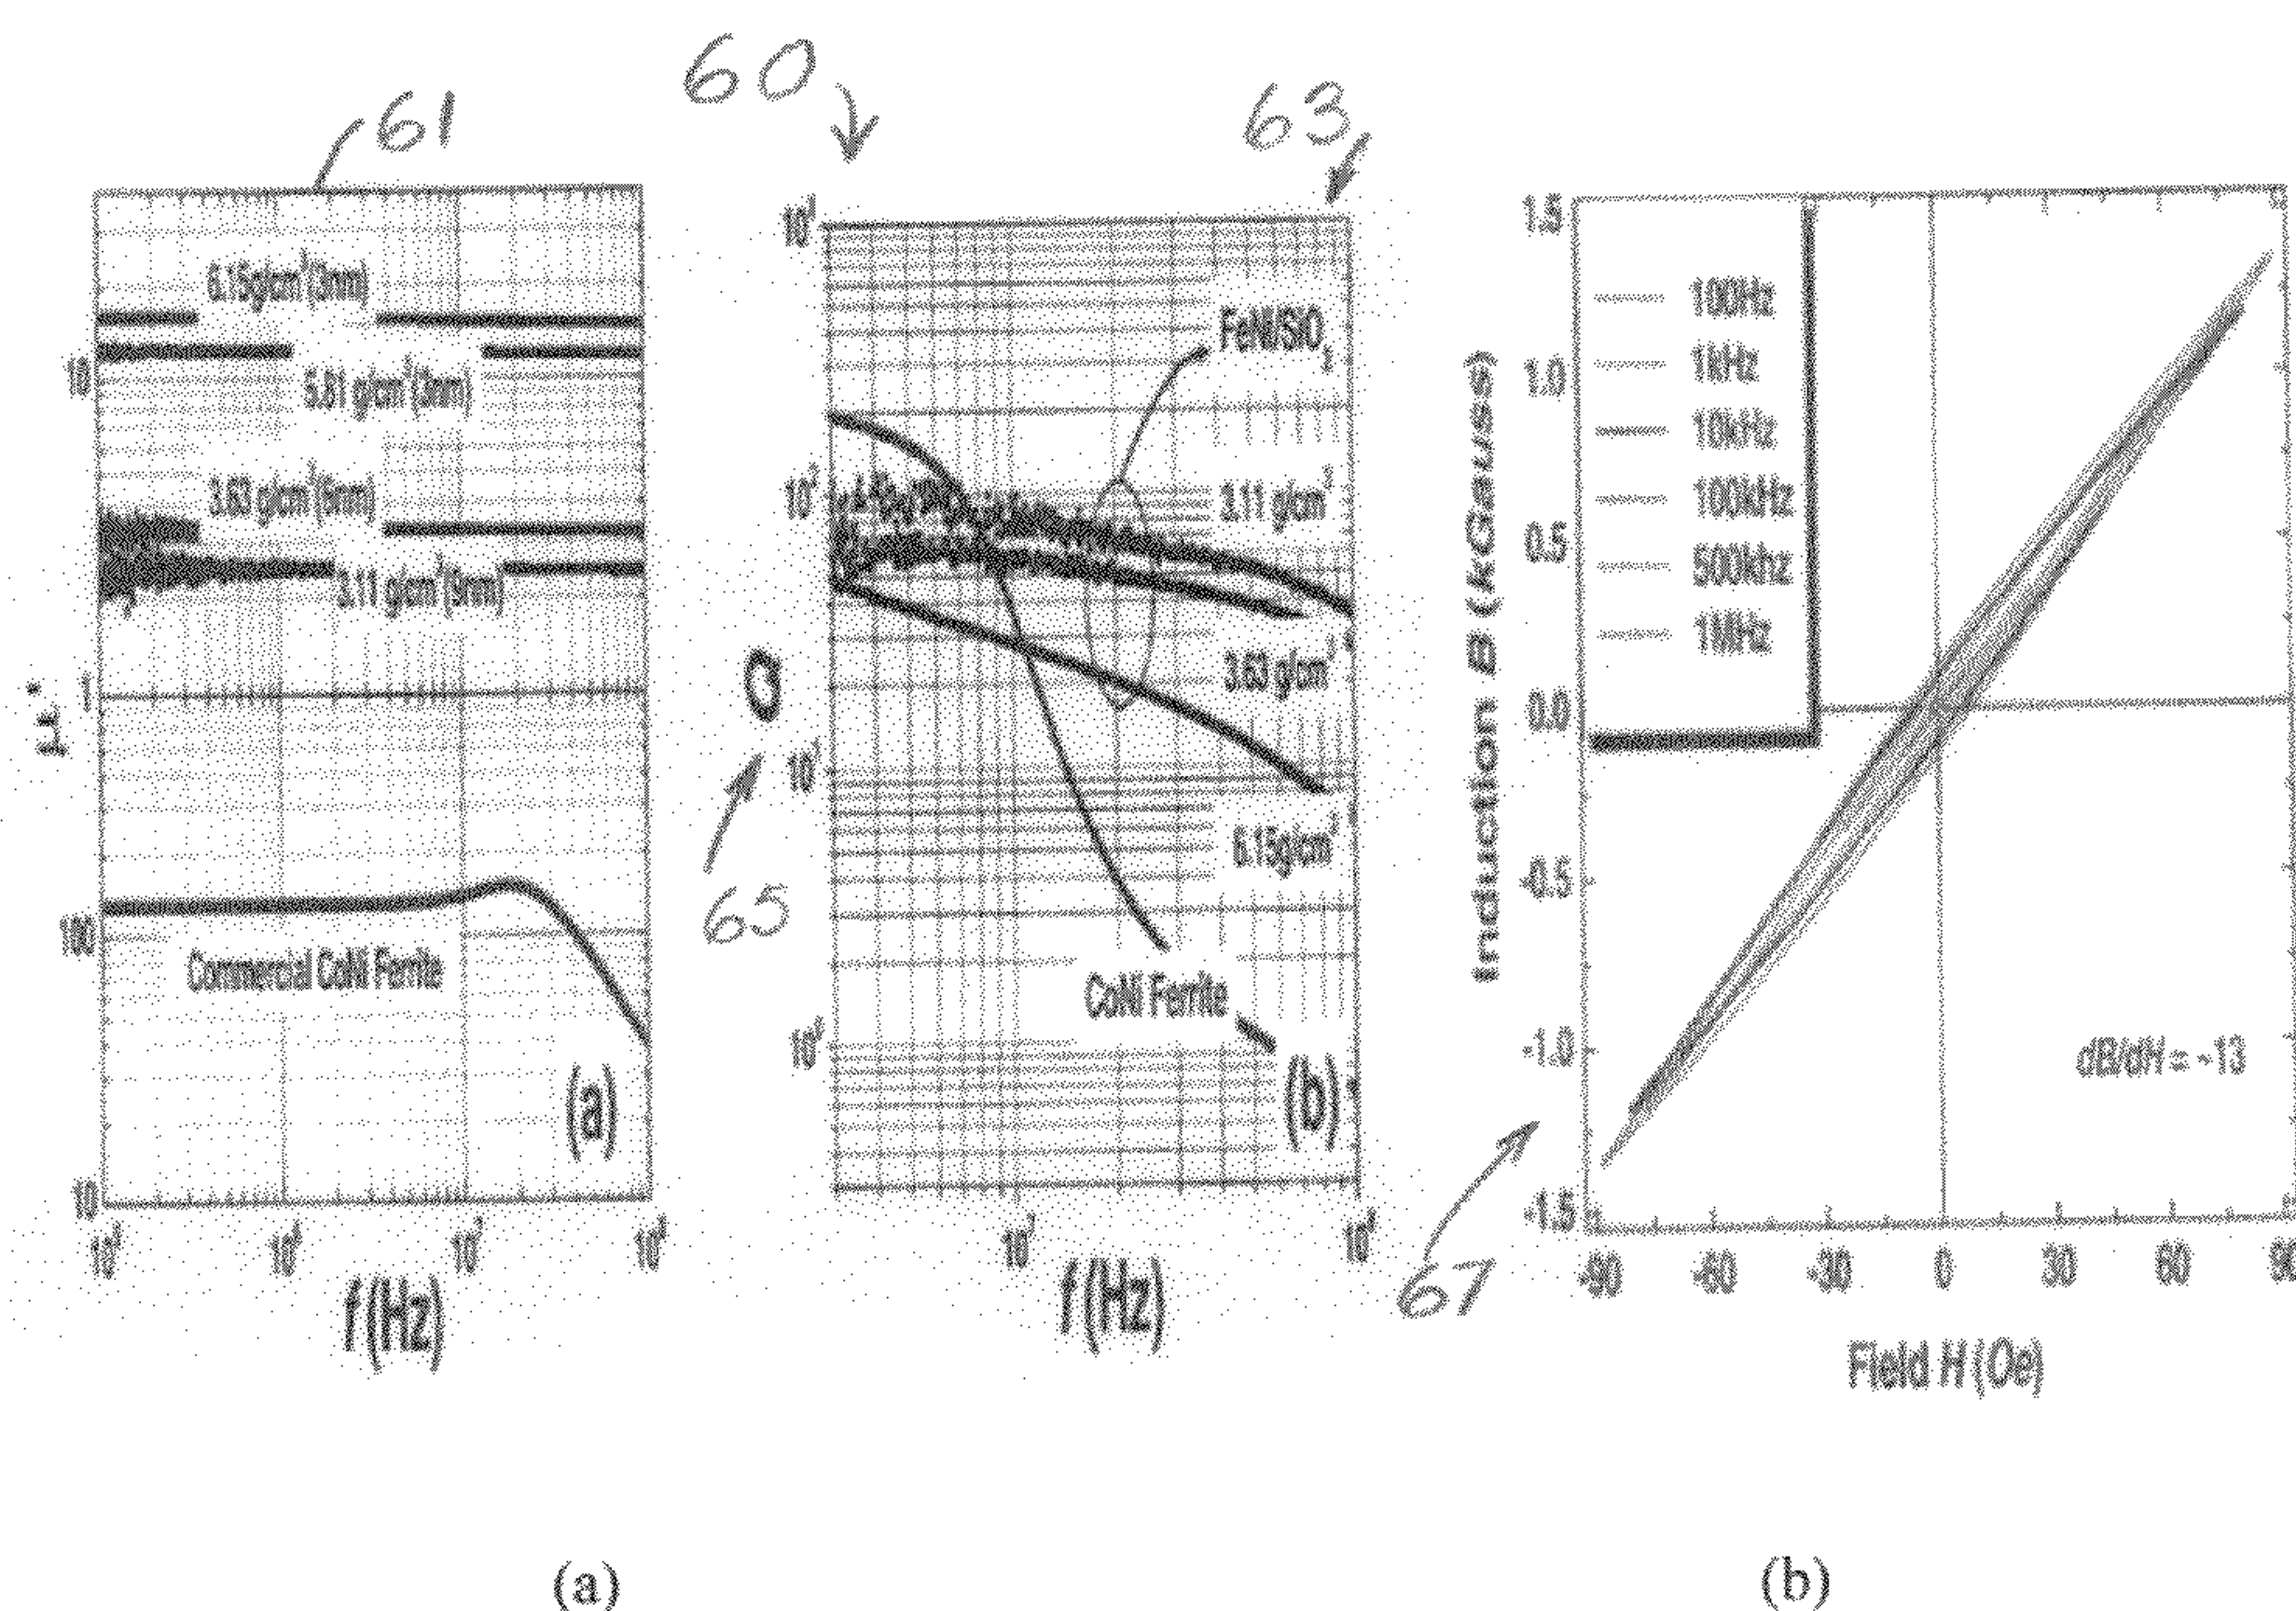 60
61
63
6.15g/cm³(3nm)
10
5.81 g/cm³(3nm)
3.63 g/cm³(6nm)
3.11 g/cm³(9nm)
1
μ'
100
Commercial CoNi Ferrite
(a)
10
f (Hz)
FeNi/SiO₂
3.11 g/cm³
3.63 g/cm³
Q
65
6.15g/cm³
CoNi Ferrite
(b)
f (Hz)
1.5
1.0
0.5
0.0
-0.5
-1.0
-1.5
Induction B (kGauss)
100Hz
1kHz
10kHz
100kHz
500khz
1MHz
dB/dH = ~13
67
-90 -60 -30 0 30 60 90
Field H (Oe)
(a)
(b)